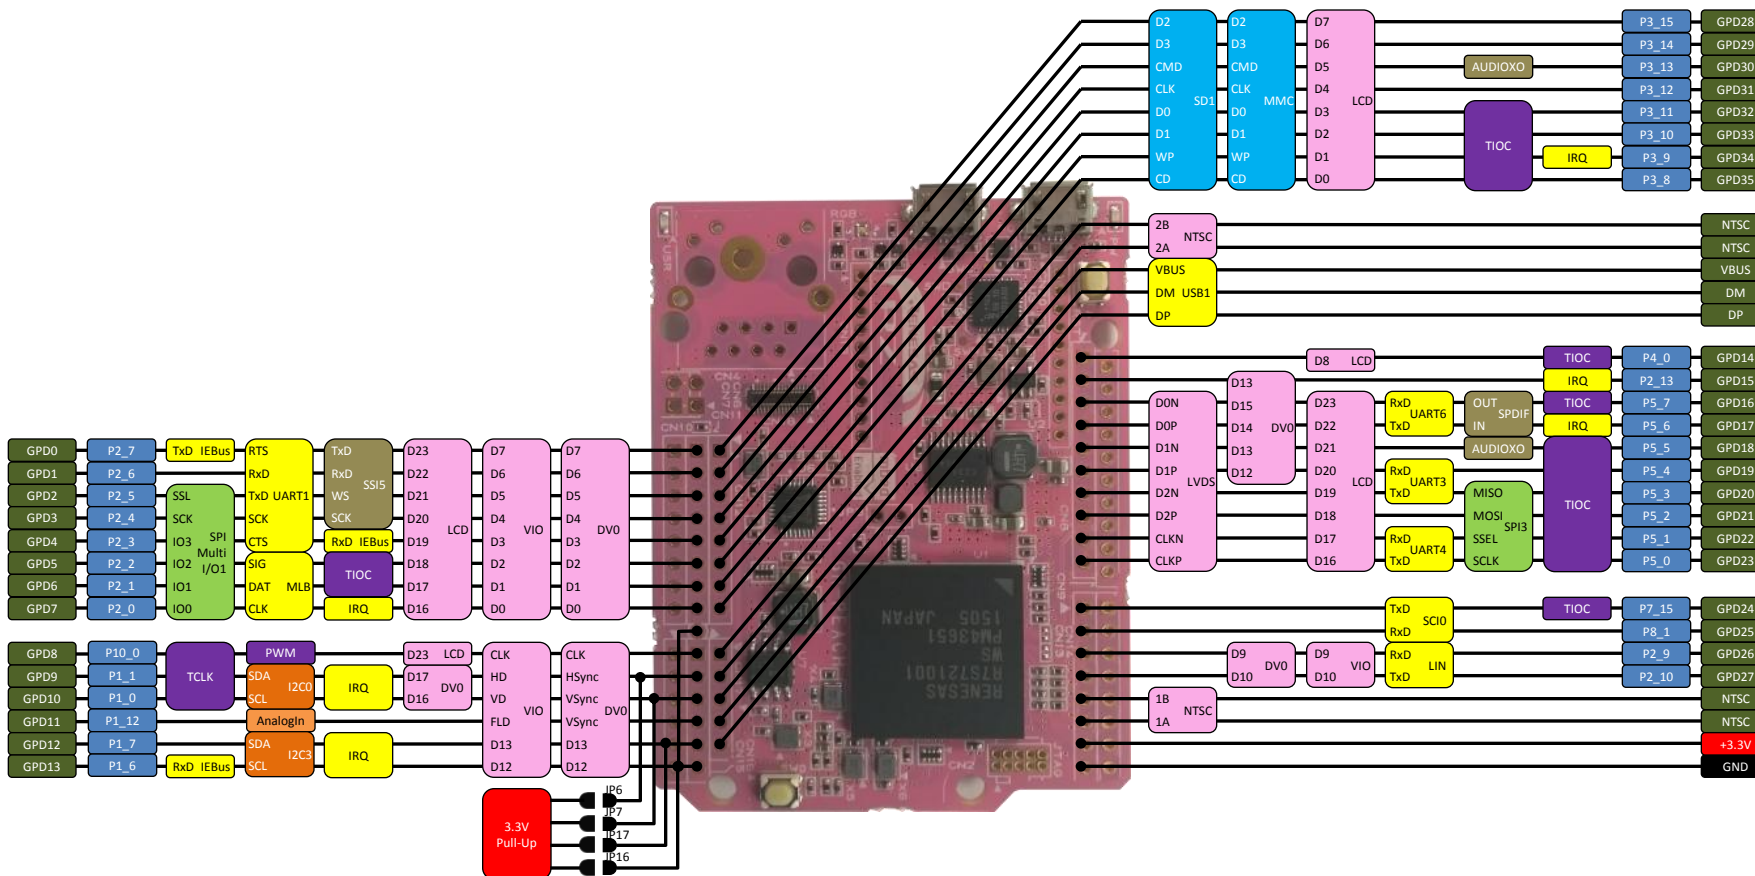 D2 D2 D7 P3_15 GPD28
D3 D3 D6 P3_14 GPD29
CMD CMD D5 AUDIOXO P3_13 GPD30
CLK SD1 CLK MMC D4 LCD P3_12 GPD31
D0 D0 D3 P3_11 GPD32
D1 D1 D2 TIOC P3_10 GPD33
WP WP D1 IRQ P3_9 GPD34
CD CD D0 P3_8 GPD35
2B NTSC NTSC
2A NTSC
VBUS VBUS
DM USB1 DM
DP DP
D8 LCD TIOC P4_0 GPD14
D13 IRQ P2_13 GPD15
D0N D15 D23 RxD UART6 OUT SPDIF TIOC P5_7 GPD16
D0P D14 DV0 D22 TxD IN IRQ P5_6 GPD17
D1N D13 D21 AUDIOXO P5_5 GPD18
D1P LVDS D12 D20 LCD RxD UART3 P5_4 GPD19
D2N D19 TxD MISO TIOC P5_3 GPD20
D2P D18 MOSI SPI3 P5_2 GPD21
CLKN D17 RxD UART4 SSEL P5_1 GPD22
CLKP D16 TxD SCLK P5_0 GPD23
TxD SCI0 TIOC P7_15 GPD24
RxD P8_1 GPD25
D9 DV0 D9 VIO RxD LIN P2_9 GPD26
D10 D10 TxD P2_10 GPD27
1B NTSC NTSC
1A NTSC
+3.3V
GND
GPD0 P2_7 TxD IEBus RTS TxD D23 D7 D7
GPD1 P2_6 RxD RxD SSI5 D22 D6 D6
GPD2 P2_5 SSL TxD UART1 WS D21 D5 D5
GPD3 P2_4 SCK SCK SCK D20 D4 D4
GPD4 P2_3 IO3 SPI Multi I/O1 CTS RxD IEBus D19 LCD D3 VIO D3 DV0
GPD5 P2_2 IO2 SIG TIOC D18 D2 D2
GPD6 P2_1 IO1 DAT MLB D17 D1 D1
GPD7 P2_0 IO0 CLK IRQ D16 D0 D0
GPD8 P10_0 TCLK PWM D23 LCD CLK CLK
GPD9 P1_1 SDA I2C0 IRQ D17 DV0 HD HSync
GPD10 P1_0 SCL D16 VD VSync
GPD11 P1_12 AnalogIn FLD VIO VSync DV0
GPD12 P1_7 SDA I2C3 IRQ D13 D13
GPD13 P1_6 RxD IEBus SCL D12 D12
3.3V
Pull-Up
JP6
JP7
JP17
JP16
RGB
RENESAS
R7S721001
WS
PM43651
1505 JAPAN